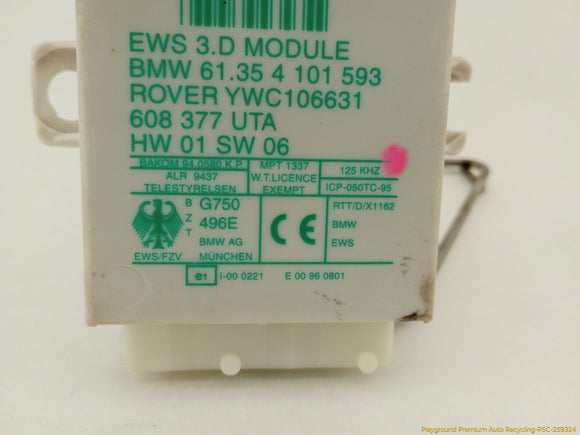 EWS 3.D MODULE
BMW 61.35 4 101 593
ROVER YWC106631
608 377 UTA
HW 01 SW 06
BAKOM 94.0580.K.P.
ALR 9437
TELESTYRELSEN
MPT 1337
W.T.LICENCE
EXEMPT
125 KHZ
ICP-050TC-95
EWS/FZV
B
Z
T
G750
496E
BMW AG
MÜNCHEN
CE
RTT/D/X1162
BMW
EWS
e1 I-00 0221 E 00 96 0801
Playground Premium Auto Recycling-PSC-259324